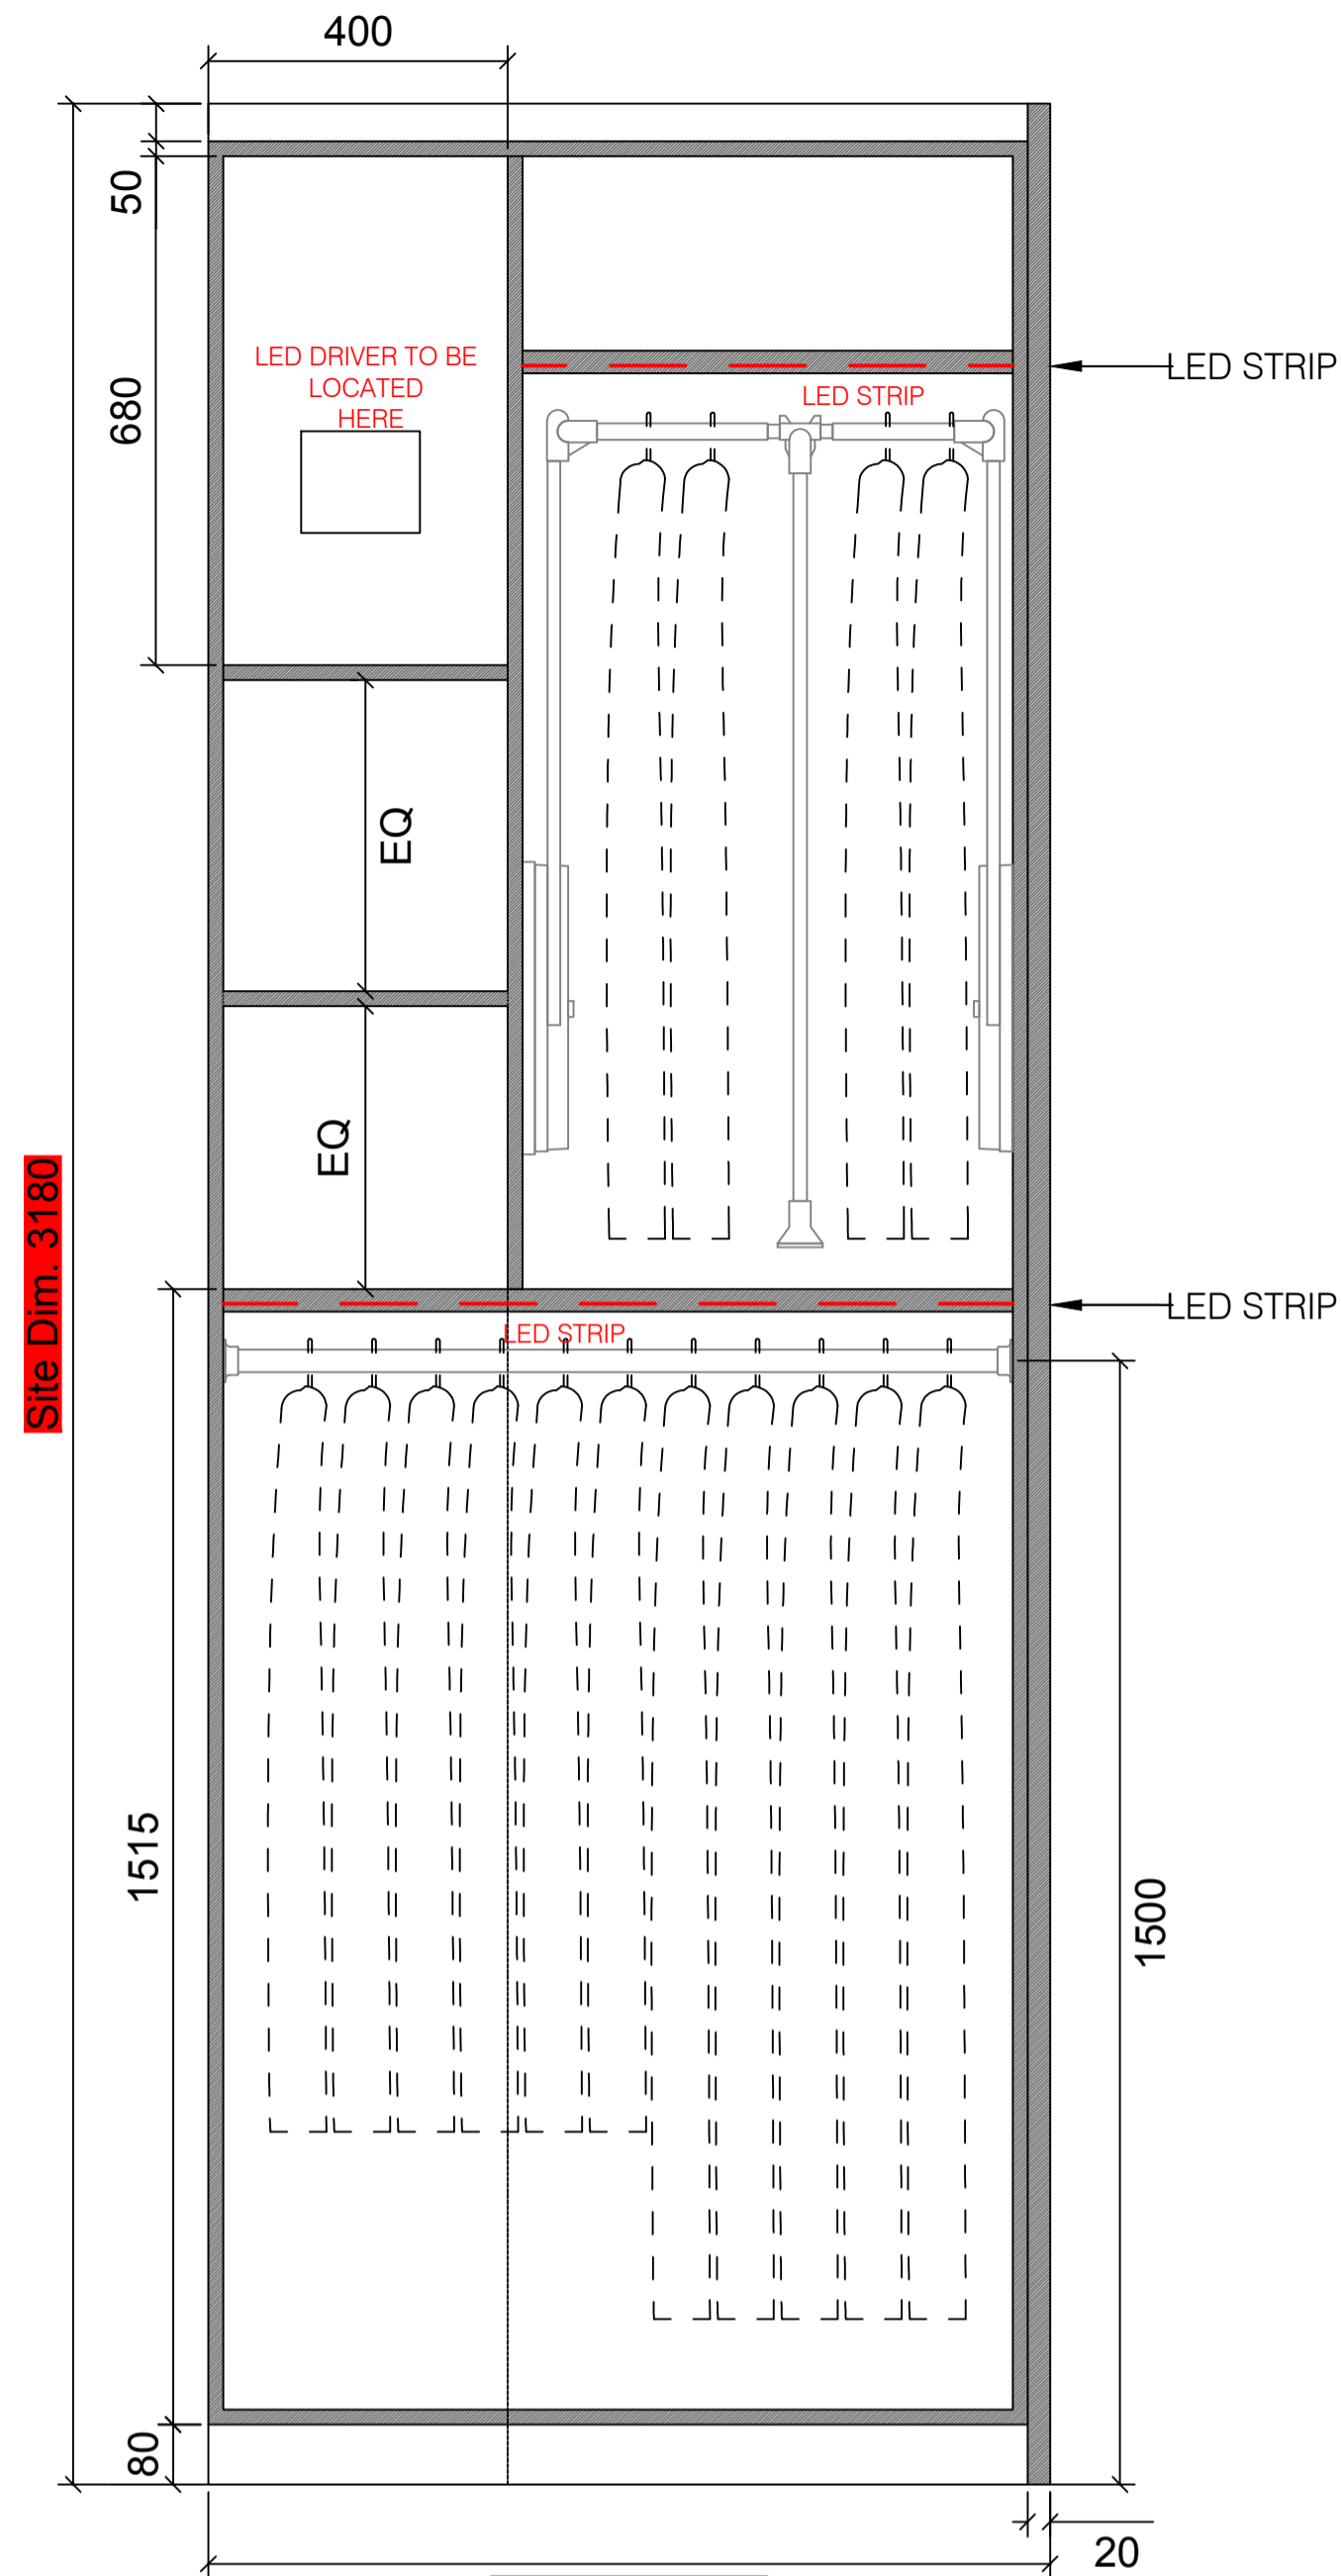 400
50
680
LED DRIVER TO BE
LOCATED
HERE
LED STRIP
LED STRIP
EQ
EQ
Site Dim. 3180
LED STRIP
LED STRIP
1515
1500
80
20